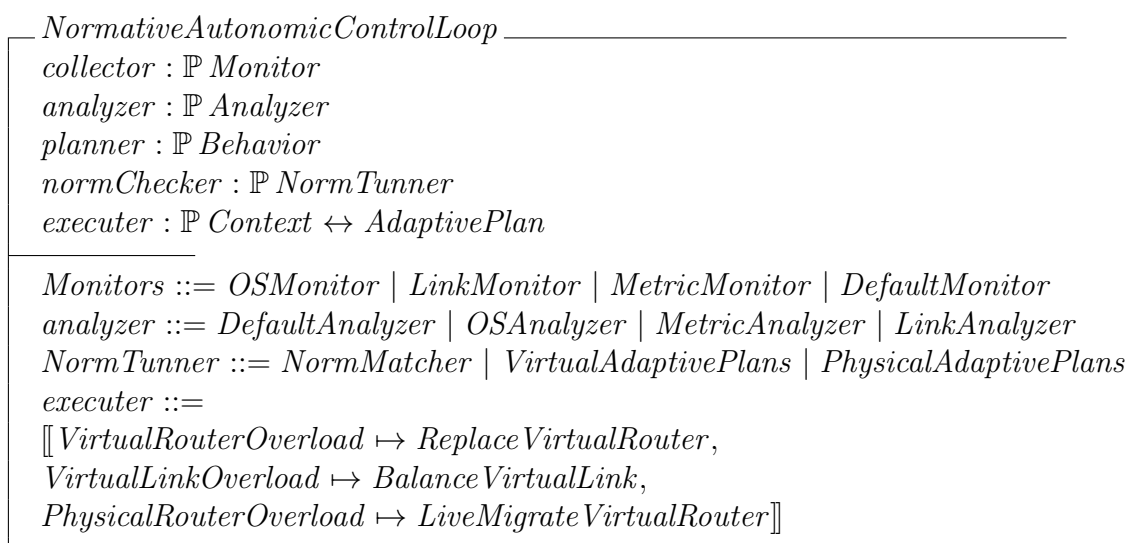 NormativeAutonomicControlLoop
collector : ℙ Monitor
analyzer : ℙ Analyzer
planner : ℙ Behavior
normChecker : ℙ NormTunner
executer : ℙ Context ↔ AdaptivePlan
Monitors ::= OSMonitor | LinkMonitor | MetricMonitor | DefaultMonitor
analyzer ::= DefaultAnalyzer | OSAnalyzer | MetricAnalyzer | LinkAnalyzer
NormTunner ::= NormMatcher | VirtualAdaptivePlans | PhysicalAdaptivePlans
executer ::=
⟦VirtualRouterOverload ↦ ReplaceVirtualRouter,
VirtualLinkOverload ↦ BalanceVirtualLink,
PhysicalRouterOverload ↦ LiveMigrateVirtualRouter⟧